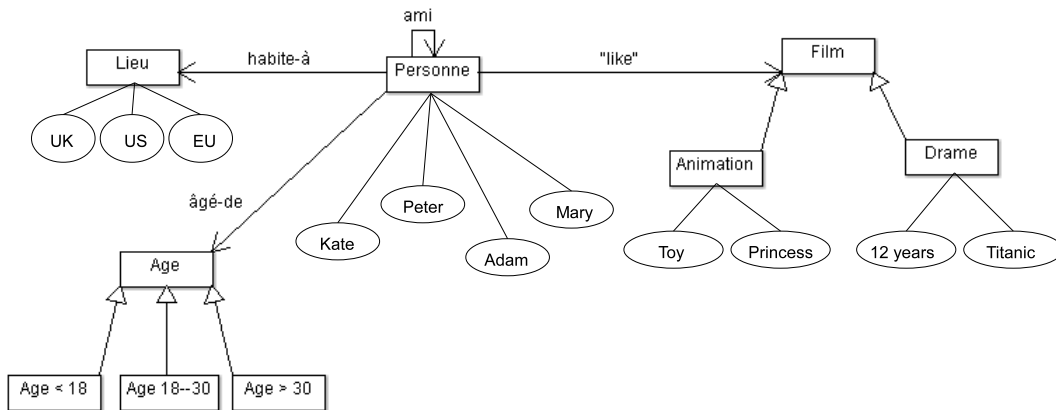 ami
Lieu
habite-à
Personne
"like"
Film
UK
US
EU
Animation
Drame
âgé-de
Kate
Peter
Adam
Mary
Toy
Princess
12 years
Titanic
Age
Age < 18
Age 18--30
Age > 30